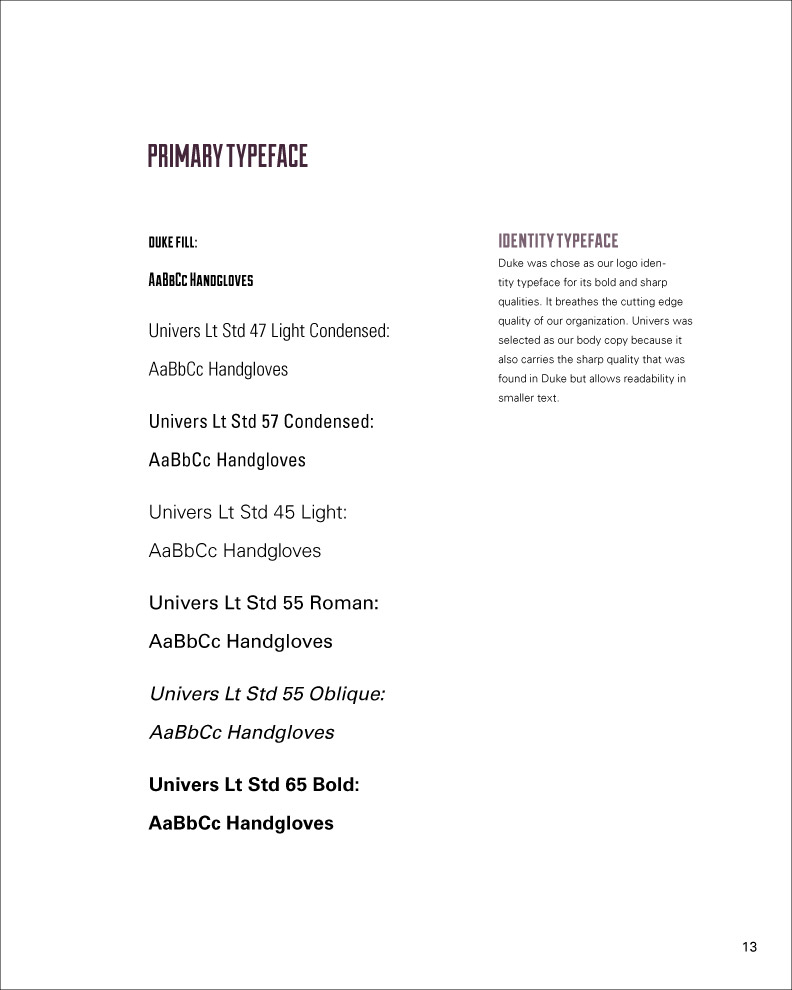 PRIMARY TYPEFACE
DUKE FILL:
AaBbCc Handgloves
Univers Lt Std 47 Light Condensed:
AaBbCc Handgloves
Univers Lt Std 57 Condensed:
AaBbCc Handgloves
Univers Lt Std 45 Light:
AaBbCc Handgloves
Univers Lt Std 55 Roman:
AaBbCc Handgloves
Univers Lt Std 55 Oblique:
AaBbCc Handgloves
Univers Lt Std 65 Bold:
AaBbCc Handgloves
IDENTITY TYPEFACE
Duke was chose as our logo iden-
tity typeface for its bold and sharp
qualities. It breathes the cutting edge
quality of our organization. Univers was
selected as our body copy because it
also carries the sharp quality that was
found in Duke but allows readability in
smaller text.
13